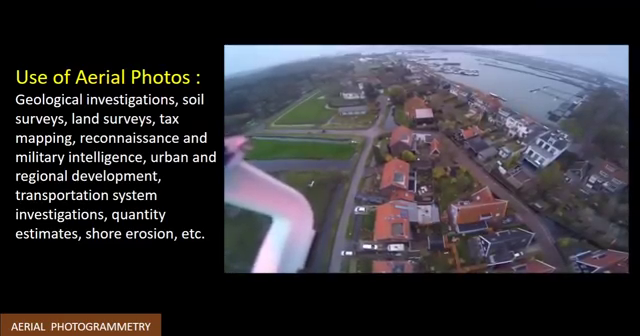 Use of Aerial Photos :
Geological investigations, soil
surveys, land surveys, tax
mapping, reconnaissance and
military intelligence, urban and
regional development,
transportation system
investigations, quantity
estimates, shore erosion, etc.
AERIAL PHOTOGRAMMETRY